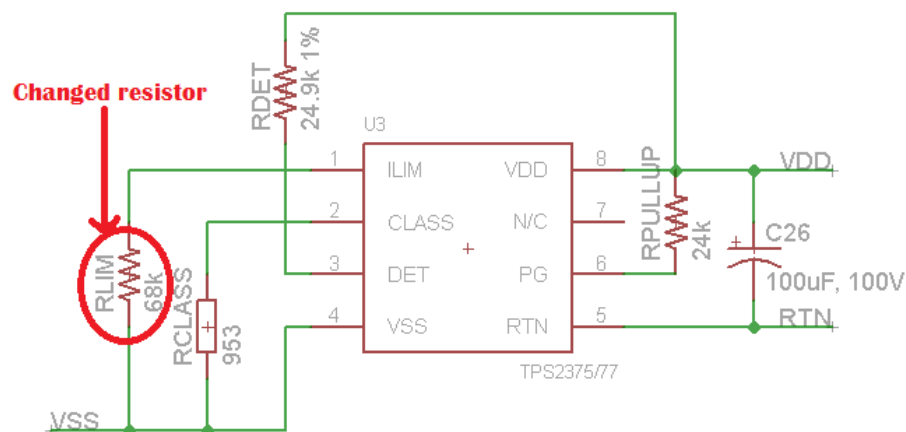 Changed resistor
RDET
24.9k 1%
U3
1
ILIM
VDD
8
VDD
2
CLASS
N/C
7
RPULLUP
24k
C26
100uF, 100V
3
DET
PG
6
RLIM
68k
RCLASS
953
4
VSS
RTN
5
RTN
TPS2375/77
VSS